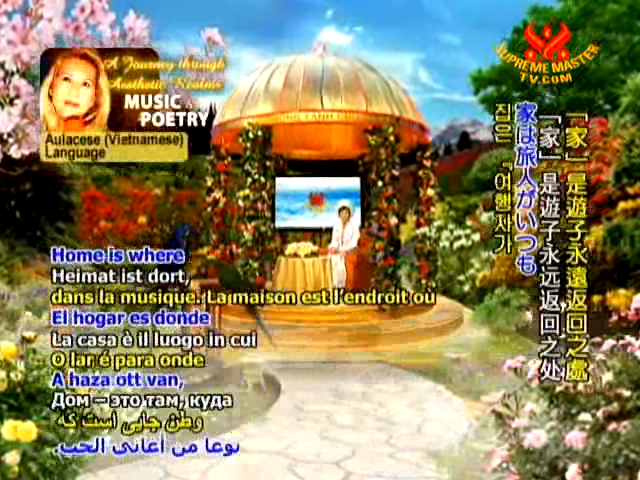 A Journey through
Aesthetic Realms
MUSIC &
POETRY
Aulacese (Vietnamese)
Language
SUPREME MASTER
TV.COM
「家」是遊子永遠返回之處
「家」是遊子永远返回之处
家は旅人がいつも
집은 「여행자가
Home is where
Heimat ist dort,
dans la musique. La maison est l'endroit où
El hogar es donde
La casa è il luogo in cui
O lar é para onde
A haza ott van,
Дом – это там, куда
وطن جایی است که
نوعا من أغاني الحب.